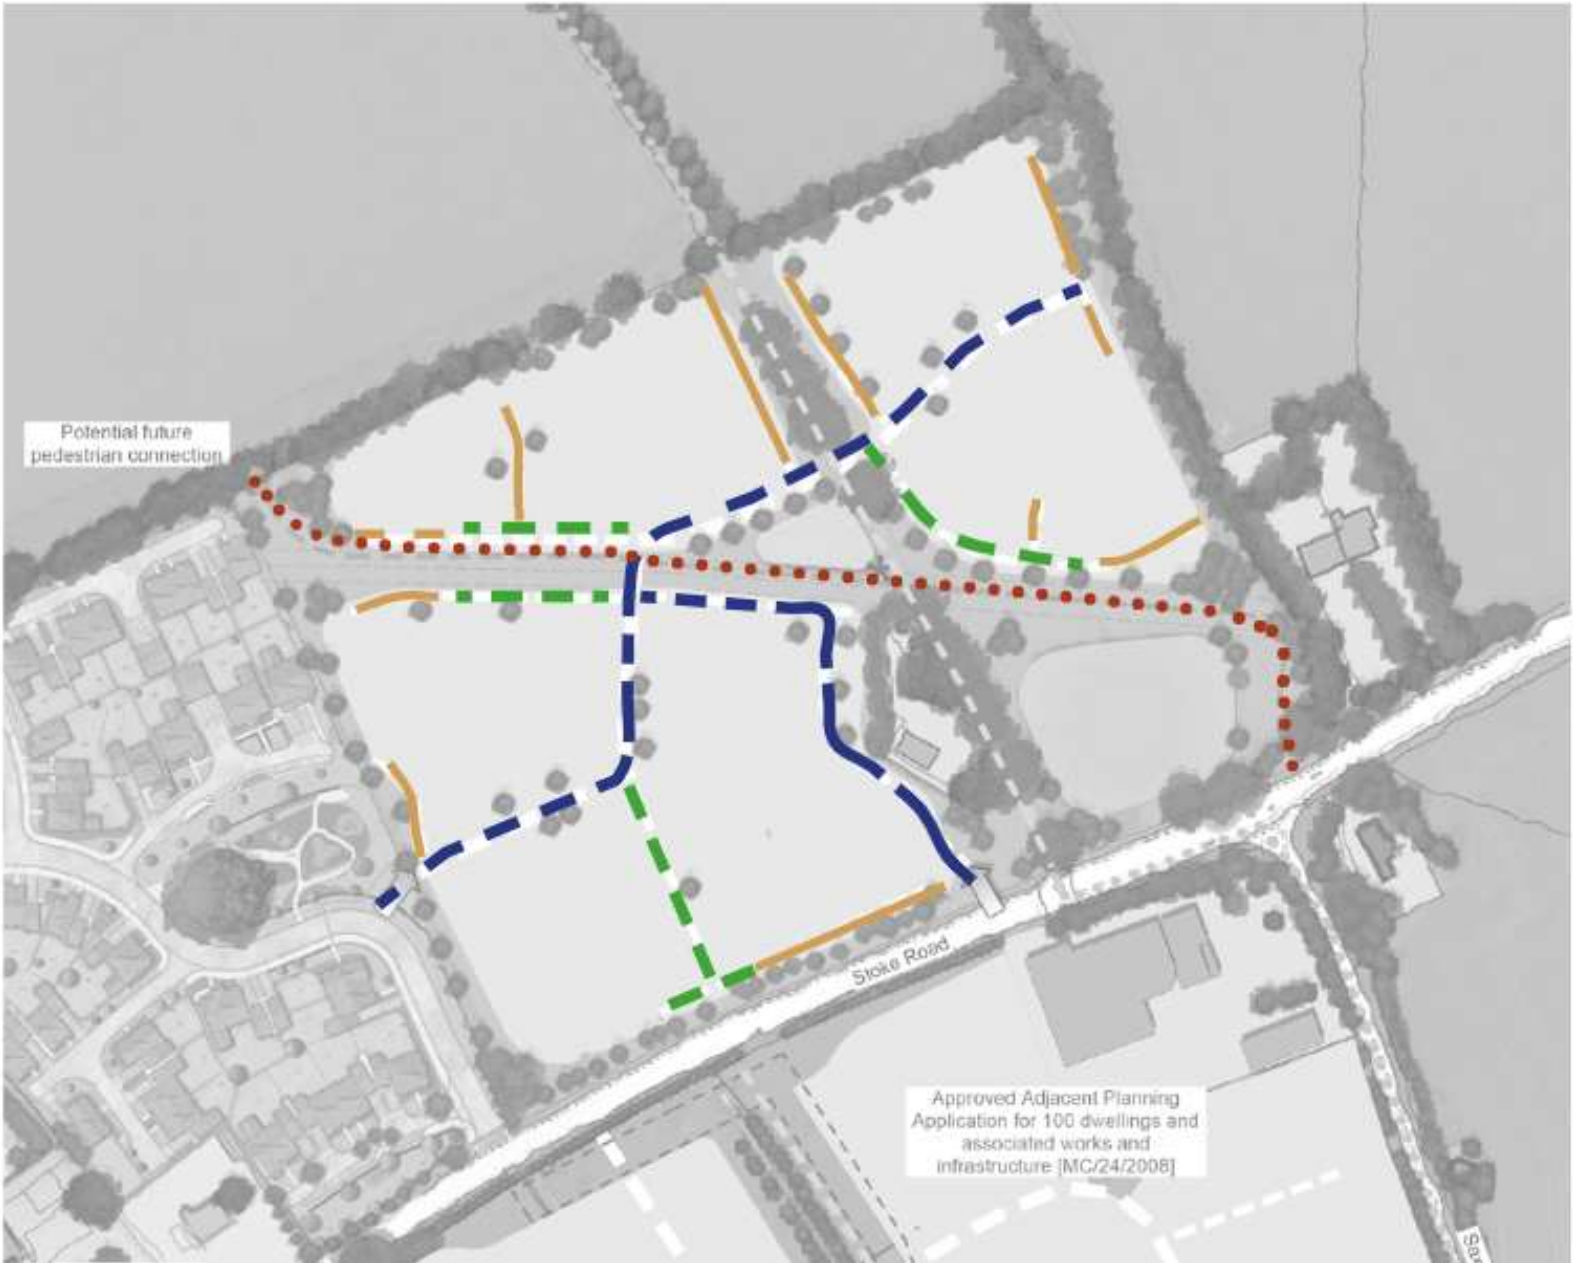 Potential future
pedestrian connection
Stoke Road
Approved Adjacent Planning
Application for 100 dwellings and
associated works and
infrastructure [MC/24/2008]